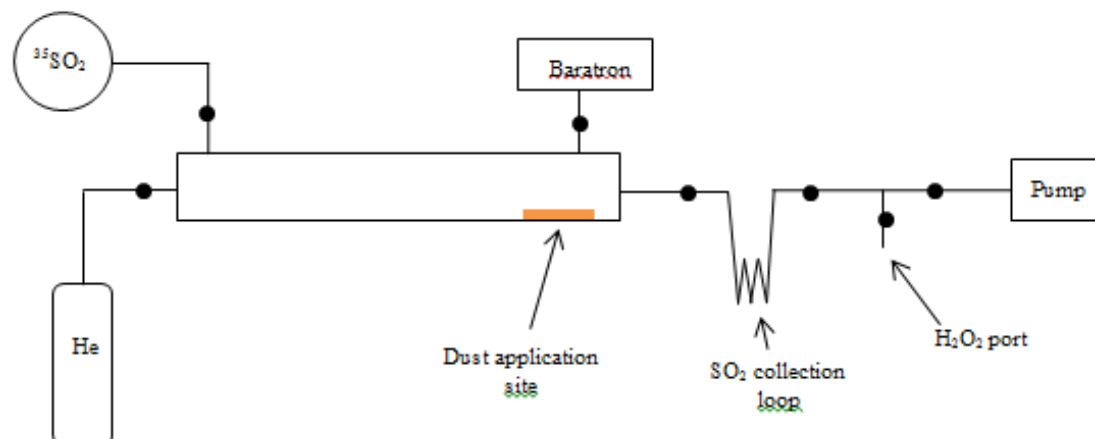 ³⁵SO₂
Baratron
Pump
He
Dust application
site
SO₂ collection
loop
H₂O₂ port